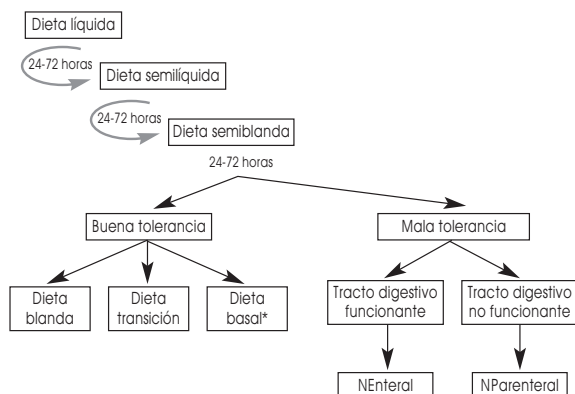 Dieta líquida
24-72 horas
Dieta semilíquida
24-72 horas
Dieta semiblanda
24-72 horas
Buena tolerancia
Mala tolerancia
Dieta
blanda
Dieta
transición
Dieta
basal*
Tracto digestivo
funcionante
Tracto digestivo
no funcionante
NEnteral
NParenteral